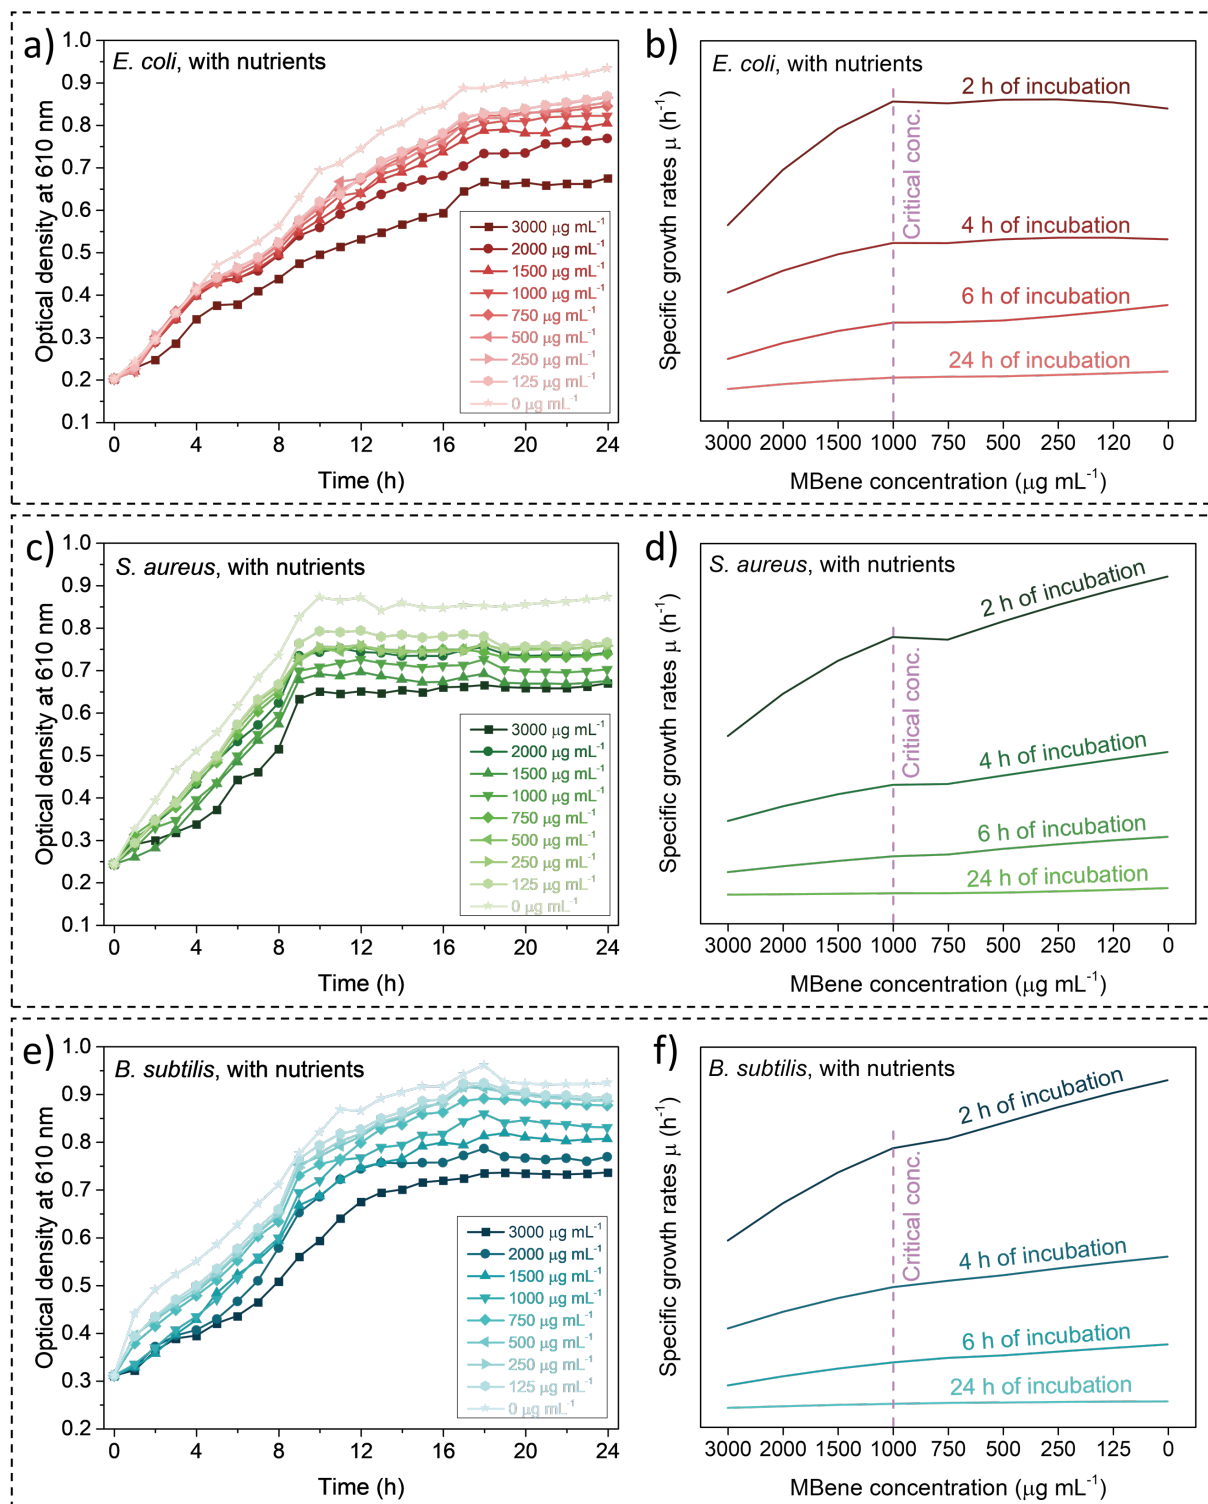 a)
E. coli, with nutrients
Optical density at 610 nm
1.0
0.9
0.8
0.7
0.6
0.5
0.4
0.3
0.2
0.1
3000 µg mL⁻¹
2000 µg mL⁻¹
1500 µg mL⁻¹
1000 µg mL⁻¹
750 µg mL⁻¹
500 µg mL⁻¹
250 µg mL⁻¹
125 µg mL⁻¹
0 µg mL⁻¹
0 4 8 12 16 20 24
Time (h)
b)
E. coli, with nutrients
Specific growth rates µ (h⁻¹)
2 h of incubation
Critical conc.
4 h of incubation
6 h of incubation
24 h of incubation
3000 2000 1500 1000 750 500 250 120 0
MBene concentration (µg mL⁻¹)
c)
S. aureus, with nutrients
Optical density at 610 nm
1.0
0.9
0.8
0.7
0.6
0.5
0.4
0.3
0.2
0.1
3000 µg mL⁻¹
2000 µg mL⁻¹
1500 µg mL⁻¹
1000 µg mL⁻¹
750 µg mL⁻¹
500 µg mL⁻¹
250 µg mL⁻¹
125 µg mL⁻¹
0 µg mL⁻¹
0 4 8 12 16 20 24
Time (h)
d)
S. aureus, with nutrients
Specific growth rates µ (h⁻¹)
2 h of incubation
Critical conc.
4 h of incubation
6 h of incubation
24 h of incubation
3000 2000 1500 1000 750 500 250 120 0
MBene concentration (µg mL⁻¹)
e)
B. subtilis, with nutrients
Optical density at 610 nm
1.0
0.9
0.8
0.7
0.6
0.5
0.4
0.3
0.2
3000 µg mL⁻¹
2000 µg mL⁻¹
1500 µg mL⁻¹
1000 µg mL⁻¹
750 µg mL⁻¹
500 µg mL⁻¹
250 µg mL⁻¹
125 µg mL⁻¹
0 µg mL⁻¹
0 4 8 12 16 20 24
Time (h)
f)
B. subtilis, with nutrients
Specific growth rates µ (h⁻¹)
2 h of incubation
Critical conc.
4 h of incubation
6 h of incubation
24 h of incubation
3000 2000 1500 1000 750 500 250 120 0
MBene concentration (µg mL⁻¹)